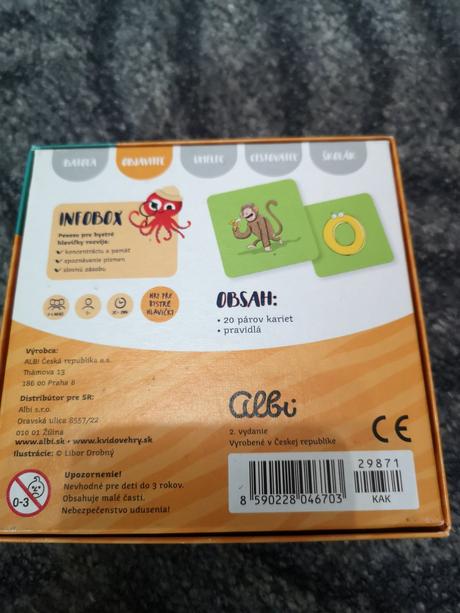 BATOĽA OBJAVITEĽ UMELEC CESTOVATEĽ ŠKOLÁK
INFOBOX
Pexeso pre bystré
hlavičky rozvíja:
koncentráciu a pamäť
spoznávanie písmen
slovnú zásobu
HRY PRE
BYSTRÉ
HLAVIČKY
OBSAH:
• 20 párov kariet
• pravidlá
Výrobca:
ALBI Česká republika a.s.
Thámova 13
186 00 Praha 8
Distribútor pre SR:
Albi s.r.o.
Oravská ulica 8557/22
010 01 Žilina
www.albi.sk • www.kvidovehry.sk
Ilustrácie: © Libor Drobný
Albi
2. vydanie
Vyrobené v Českej republike
CE
0-3
Upozornenie!
Nevhodné pre deti do 3 rokov.
Obsahuje malé časti.
Nebezpečenstvo udusenia!
29871
8 590228 046703
KAK